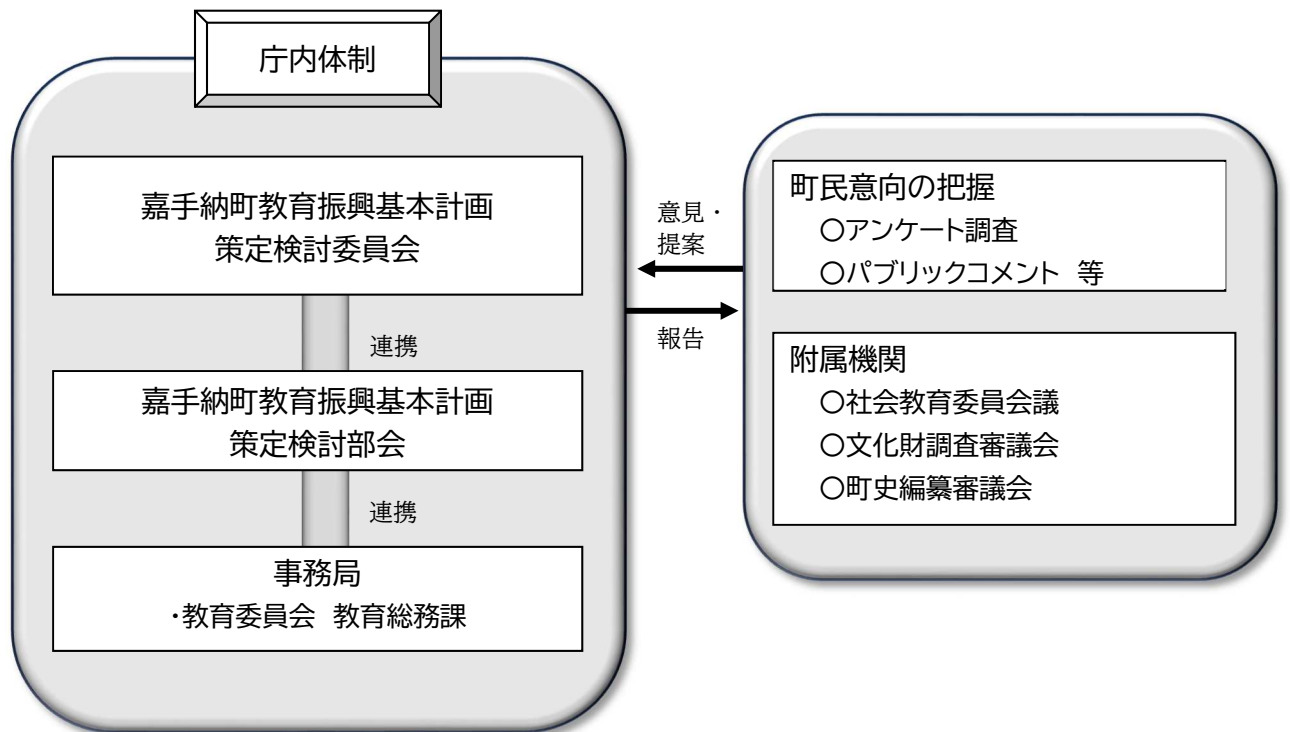 庁内体制
嘉手納町教育振興基本計画
策定検討委員会
連携
嘉手納町教育振興基本計画
策定検討部会
連携
事務局
・教育委員会 教育総務課
意見・
提案
報告
町民意向の把握
○アンケート調査
○パブリックコメント 等
附属機関
○社会教育委員会議
○文化財調査審議会
○町史編纂審議会